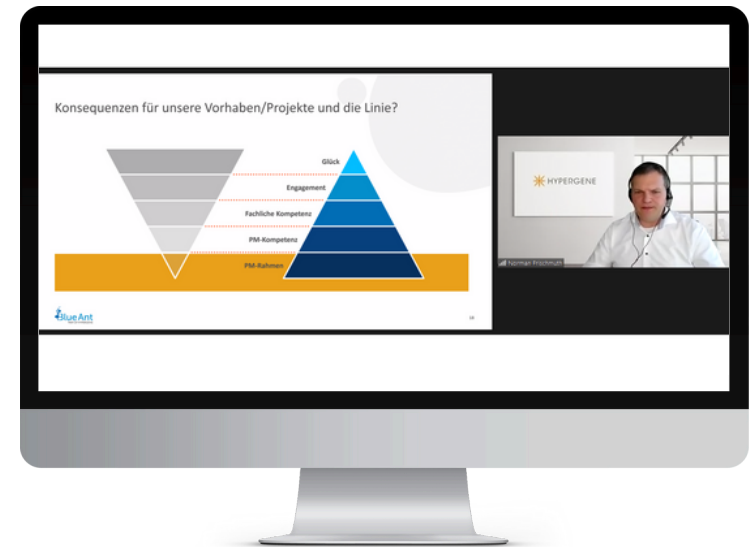 Konsequenzen für unsere Vorhaben/Projekte und die Linie?
Glück
Engagement
Fachliche Kompetenz
PM-Kompetenz
PM-Rahmen
Blue Ant
HYPERGENE
Norman Frischmuth